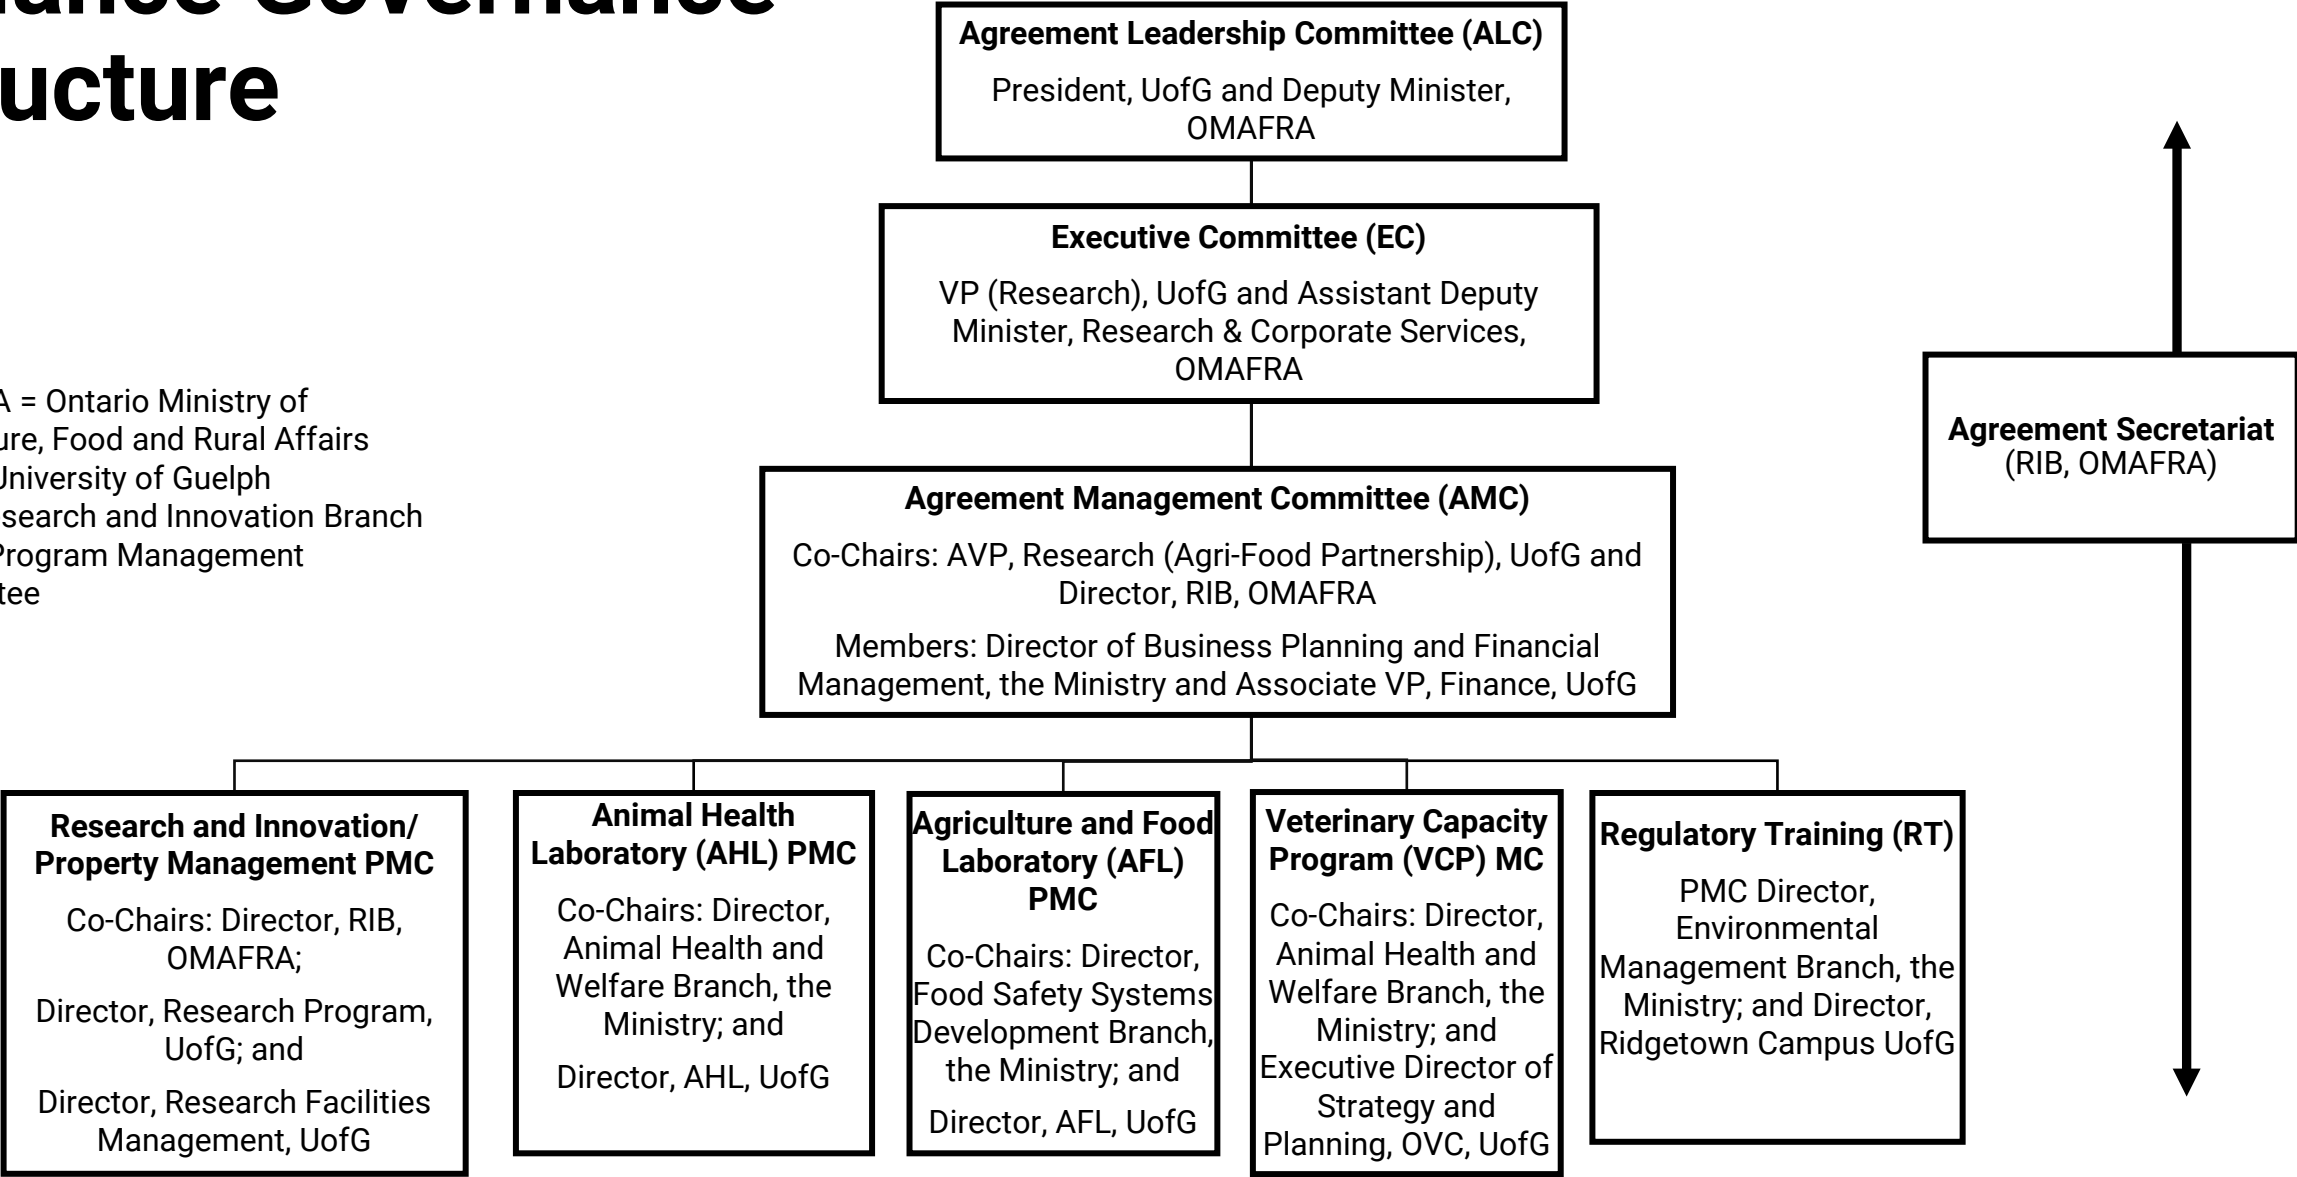 Governance
ucture
Agreement Leadership Committee (ALC)
President, UofG and Deputy Minister,
OMAFRA
Executive Committee (EC)
VP (Research), UofG and Assistant Deputy
Minister, Research & Corporate Services,
OMAFRA
A = Ontario Ministry of
ure, Food and Rural Affairs
University of Guelph
search and Innovation Branch
Program Management
tee
Agreement Secretariat
(RIB, OMAFRA)
Agreement Management Committee (AMC)
Co-Chairs: AVP, Research (Agri-Food Partnership), UofG and
Director, RIB, OMAFRA
Members: Director of Business Planning and Financial
Management, the Ministry and Associate VP, Finance, UofG
Research and Innovation/
Property Management PMC
Co-Chairs: Director, RIB,
OMAFRA;
Director, Research Program,
UofG; and
Director, Research Facilities
Management, UofG
Animal Health
Laboratory (AHL) PMC
Co-Chairs: Director,
Animal Health and
Welfare Branch, the
Ministry; and
Director, AHL, UofG
Agriculture and Food
Laboratory (AFL)
PMC
Co-Chairs: Director,
Food Safety Systems
Development Branch,
the Ministry; and
Director, AFL, UofG
Veterinary Capacity
Program (VCP) MC
Co-Chairs: Director,
Animal Health and
Welfare Branch, the
Ministry; and
Executive Director of
Strategy and
Planning, OVC, UofG
Regulatory Training (RT)
PMC Director,
Environmental
Management Branch, the
Ministry; and Director,
Ridgetown Campus UofG